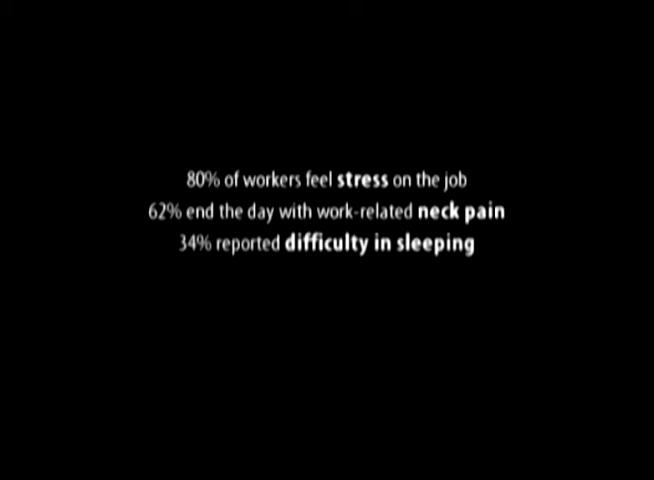 80% of workers feel stress on the job
62% end the day with work-related neck pain
34% reported difficulty in sleeping